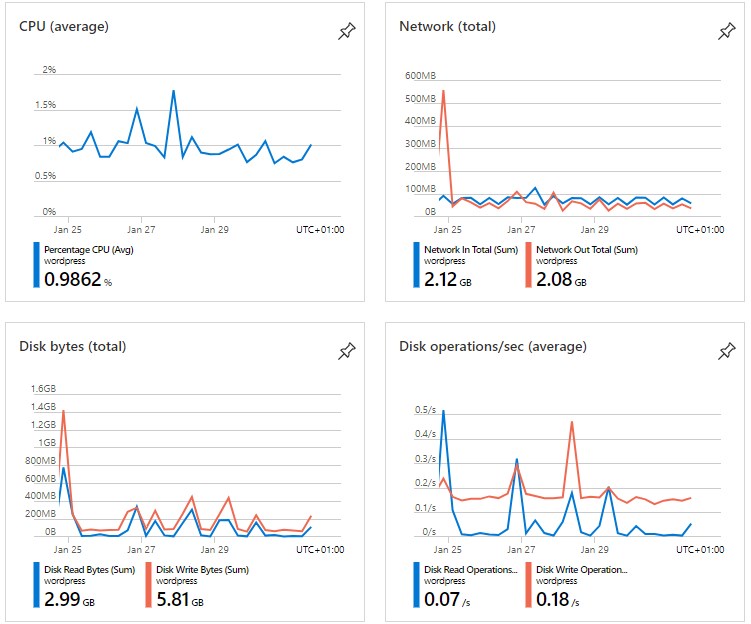 CPU (average)
2%
1.5%
1%
0.5%
0%
Jan 25 Jan 27 Jan 29 UTC+01:00
Percentage CPU (Avg)
wordpress
0.9862 %
Network (total)
600MB
500MB
400MB
300MB
200MB
100MB
0B
Jan 25 Jan 27 Jan 29 UTC+01:00
Network In Total (Sum) Network Out Total (Sum)
wordpress wordpress
2.12 GB 2.08 GB
Disk bytes (total)
1.6GB
1.4GB
1.2GB
1GB
800MB
600MB
400MB
200MB
0B
Jan 25 Jan 27 Jan 29 UTC+01:00
Disk Read Bytes (Sum) Disk Write Bytes (Sum)
wordpress wordpress
2.99 GB 5.81 GB
Disk operations/sec (average)
0.5/s
0.4/s
0.3/s
0.2/s
0.1/s
0/s
Jan 25 Jan 27 Jan 29 UTC+01:00
Disk Read Operations... Disk Write Operation...
wordpress wordpress
0.07 /s 0.18 /s